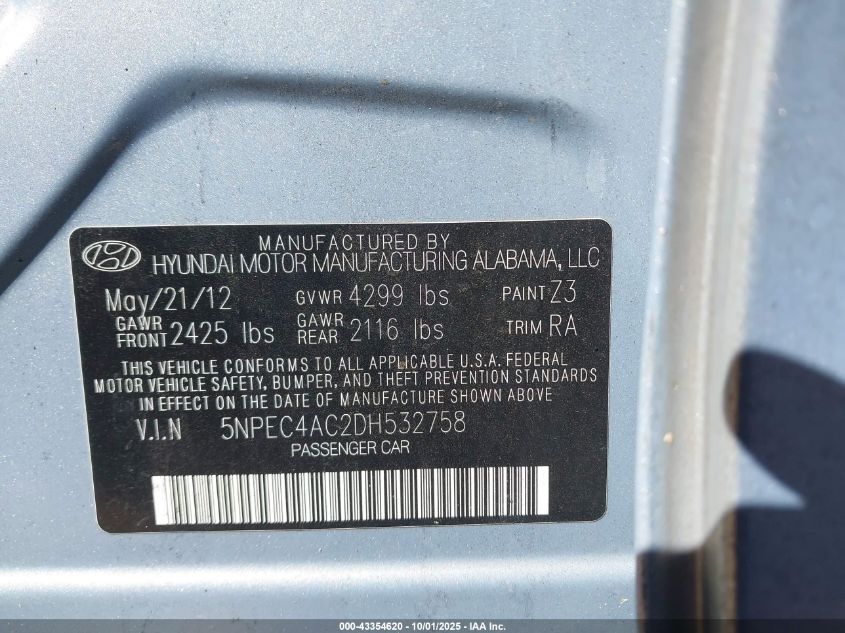 MANUFACTURED BY
HYUNDAI MOTOR MANUFACTURING ALABAMA, LLC
May/21/12 GVWR 4299 lbs PAINT Z3
GAWR FRONT 2425 lbs GAWR REAR 2116 lbs TRIM RA
THIS VEHICLE CONFORMS TO ALL APPLICABLE U.S.A. FEDERAL
MOTOR VEHICLE SAFETY, BUMPER, AND THEFT PREVENTION STANDARDS
IN EFFECT ON THE DATE OF MANUFACTURE SHOWN ABOVE
V.I.N 5NPEC4AC2DH532758
PASSENGER CAR
000-43354620 - 10/01/2025 - IAA Inc.